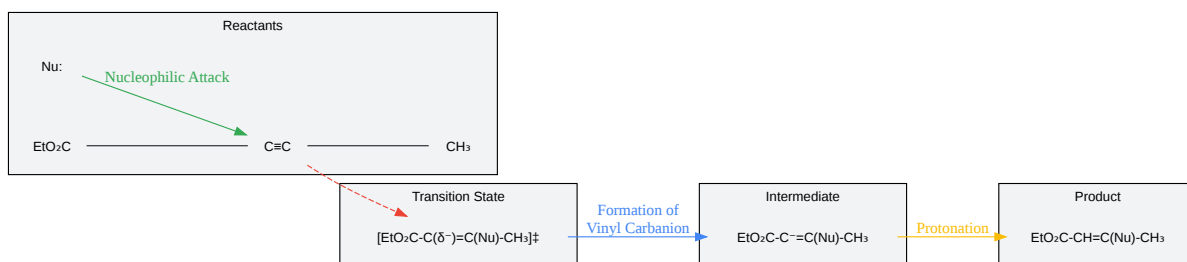 Reactants
Nu:
Nucleophilic Attack
EtO₂C
C≡C
CH₃
Transition State
[EtO₂C-C(δ⁻)=C(Nu)-CH₃]‡
Formation of
Vinyl Carbanion
Intermediate
EtO₂C-C⁻=C(Nu)-CH₃
Protonation
Product
EtO₂C-CH=C(Nu)-CH₃